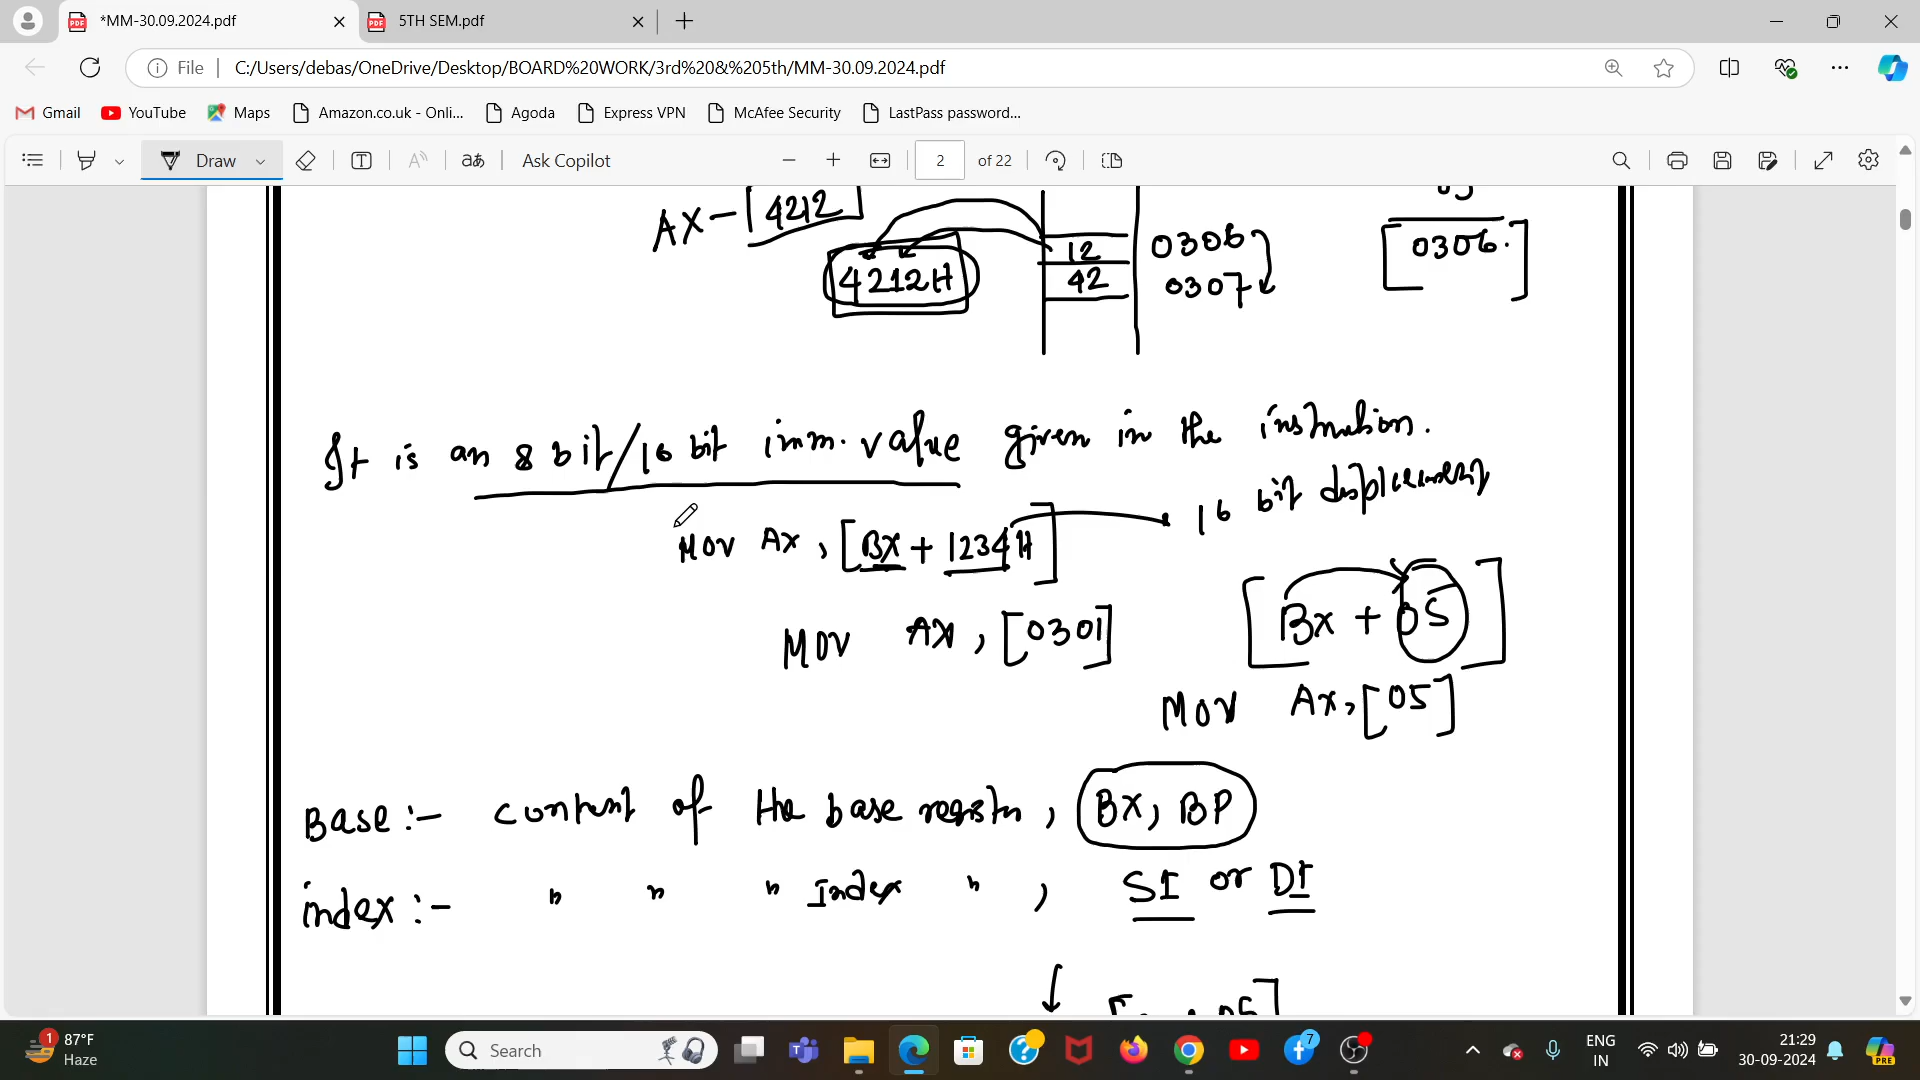 *MM-30.09.2024.pdf
5TH SEM.pdf
File
C:/Users/debas/OneDrive/Desktop/BOARD%20WORK/3rd%20&%205th/MM-30.09.2024.pdf
Gmail
YouTube
Maps
Amazon.co.uk - Onli...
Agoda
Express VPN
McAfee Security
LastPass password...
Draw
Ask Copilot
2 of 22
AX - 4212
4212H
12 0306
42 0307
0306.
It is an 8 bit/16 bit imm. value given in the instruction.
MOV AX, [BX + 1234H] 16 bit displacement
MOV AX, [0301] [BX + 05]
MOV AX, [05]
Base :- content of the base register, BX, BP
index :- " " " Index ", SI or DI
87°F
Haze
1
Search
7
PRE
ENG
IN
21:29
30-09-2024